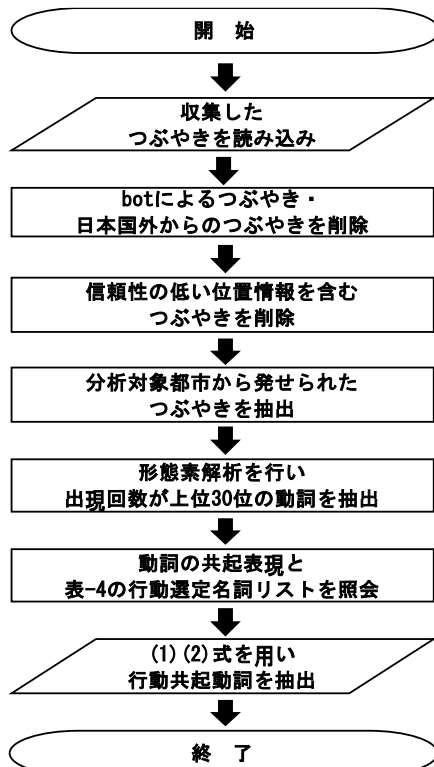 開　始
収集した
つぶやきを読み込み
botによるつぶやき・
日本国外からのつぶやきを削除
信頼性の低い位置情報を含む
つぶやきを削除
分析対象都市から発せられた
つぶやきを抽出
形態素解析を行い
出現回数が上位30位の動詞を抽出
動詞の共起表現と
表-4の行動選定名詞リストを照会
(1)(2)式を用い
行動共起動詞を抽出
終　了